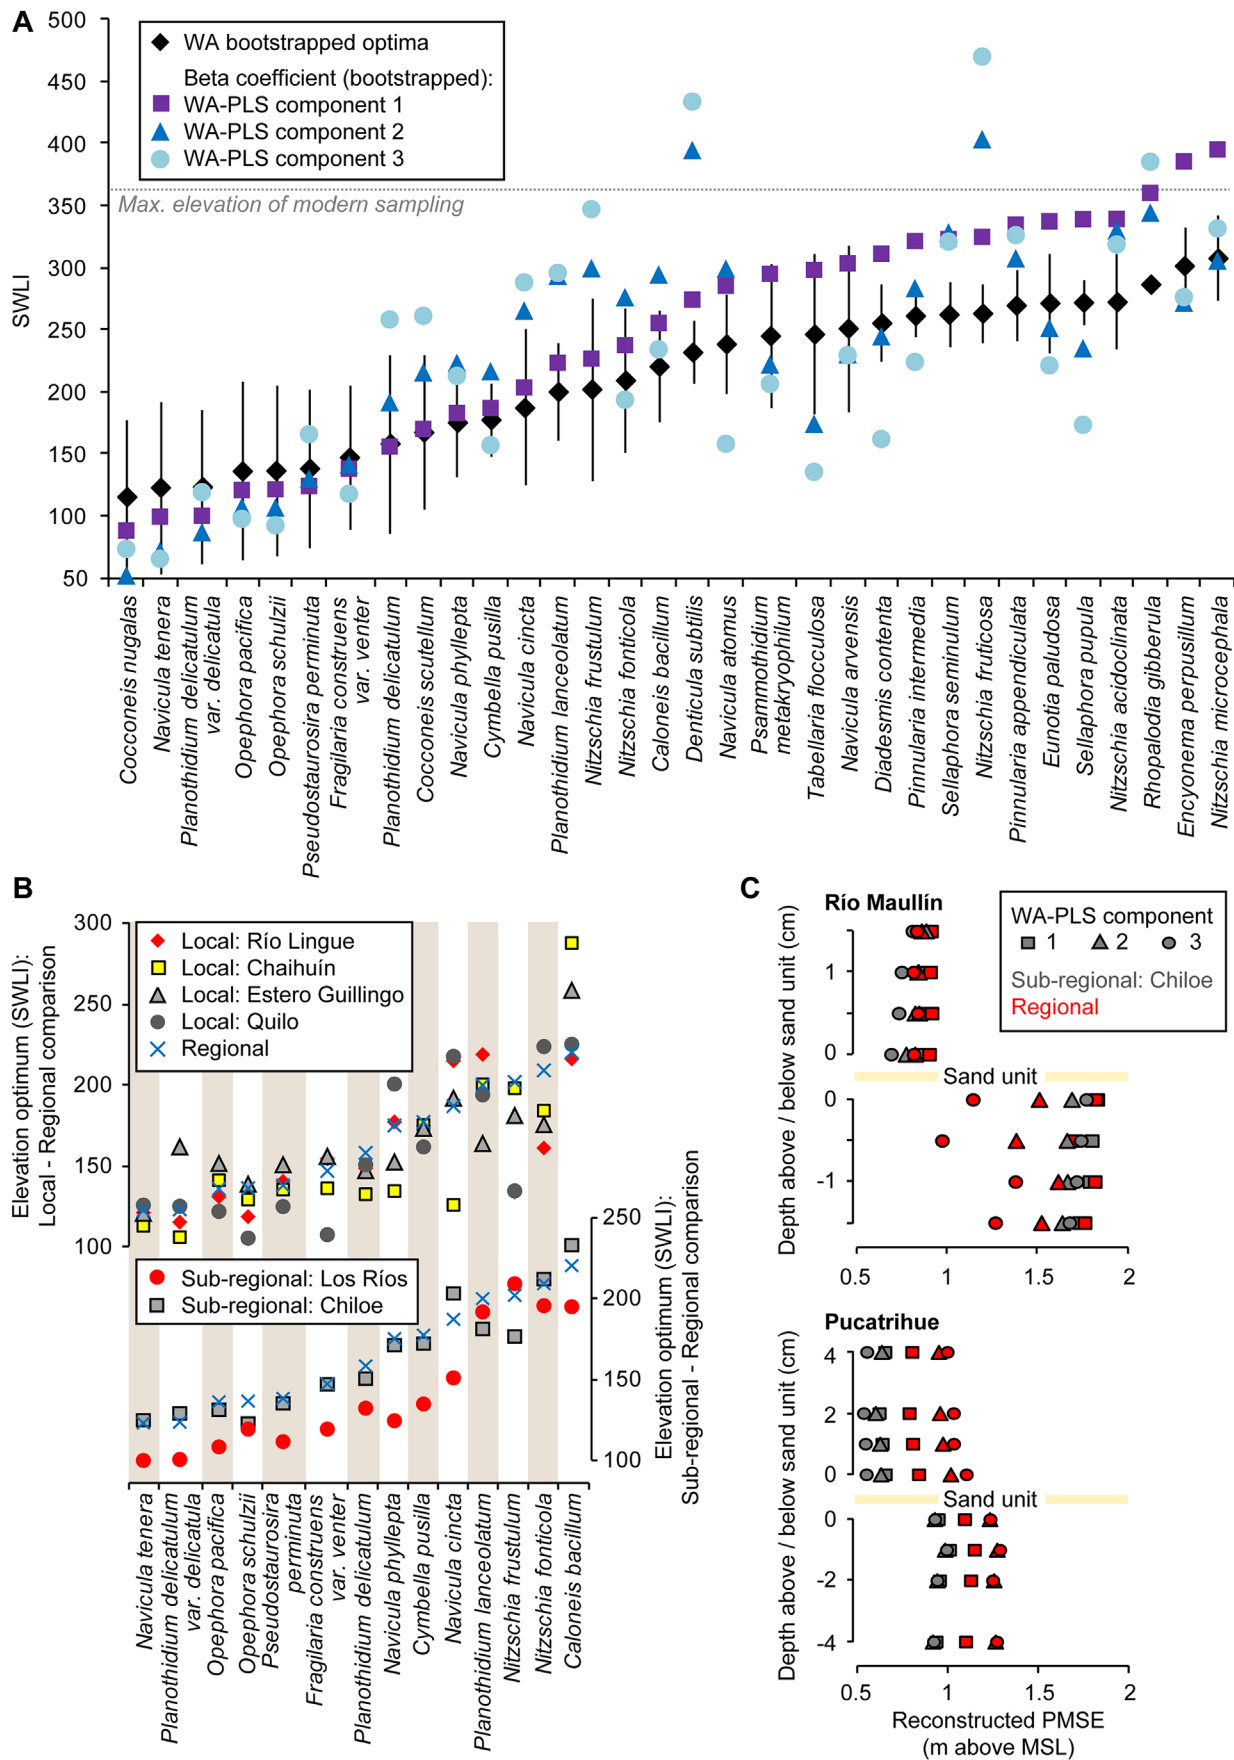 A
500
450
400
350
300
250
200
150
100
50
SWLI
WA bootstrapped optima
Beta coefficient (bootstrapped):
WA-PLS component 1
WA-PLS component 2
WA-PLS component 3
Max. elevation of modern sampling
Cocconeis nugalas
Navicula tenera
Planothidium delicatulum
var. delicatula
Opephora pacifica
Opephora schulzii
Pseudostaurosira perminuta
Fragilaria construens
var. venter
Planothidium delicatulum
Cocconeis scutellum
Navicula phyllepta
Cymbella pusilla
Navicula cincta
Planothidium lanceolatum
Nitzschia frustulum
Nitzschia fonticola
Caloneis bacillum
Denticula subtilis
Navicula atomus
Psammothidium
metakryophilum
Tabellaria flocculosa
Navicula arvensis
Diadesmis contenta
Pinnularia intermedia
Sellaphora seminulum
Nitzschia fruticosa
Pinnularia appendiculata
Eunotia paludosa
Sellaphora pupula
Nitzschia acidoclinata
Rhopalodia gibberula
Encyonema perpusillum
Nitzschia microcephala
B
Elevation optimum (SWLI):
Local - Regional comparison
300
250
200
150
100
Local: Río Lingue
Local: Chaihuín
Local: Estero Guillingo
Local: Quilo
Regional
Sub-regional: Los Ríos
Sub-regional: Chiloe
250
200
150
100
Elevation optimum (SWLI):
Sub-regional - Regional comparison
Navicula tenera
Planothidium delicatulum
var. delicatula
Opephora pacifica
Opephora schulzii
Pseudostaurosira
perminuta
Fragilaria construens
var. venter
Planothidium delicatulum
Navicula phyllepta
Cymbella pusilla
Navicula cincta
Planothidium lanceolatum
Nitzschia frustulum
Nitzschia fonticola
Caloneis bacillum
C
Río Maullín
WA-PLS component
1 2 3
Sub-regional: Chiloe
Regional
Depth above / below sand unit (cm)
1
0
Sand unit
0
-1
0.5 1 1.5 2
Pucatrihue
Depth above / below sand unit (cm)
4
2
0
Sand unit
0
-2
-4
0.5 1 1.5 2
Reconstructed PMSE
(m above MSL)